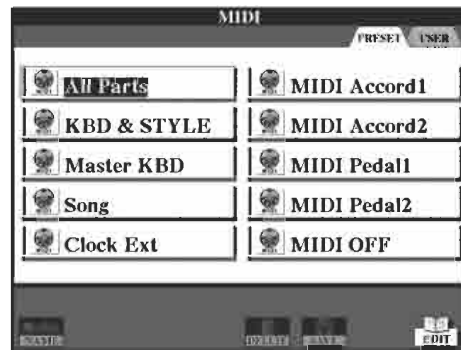 MIDI
PRESET USER
All Parts
MIDI Accord1
KBD & STYLE
MIDI Accord2
Master KBD
MIDI Pedal1
Song
MIDI Pedal2
Clock Ext
MIDI OFF
NAME DELETE SAVE EDIT